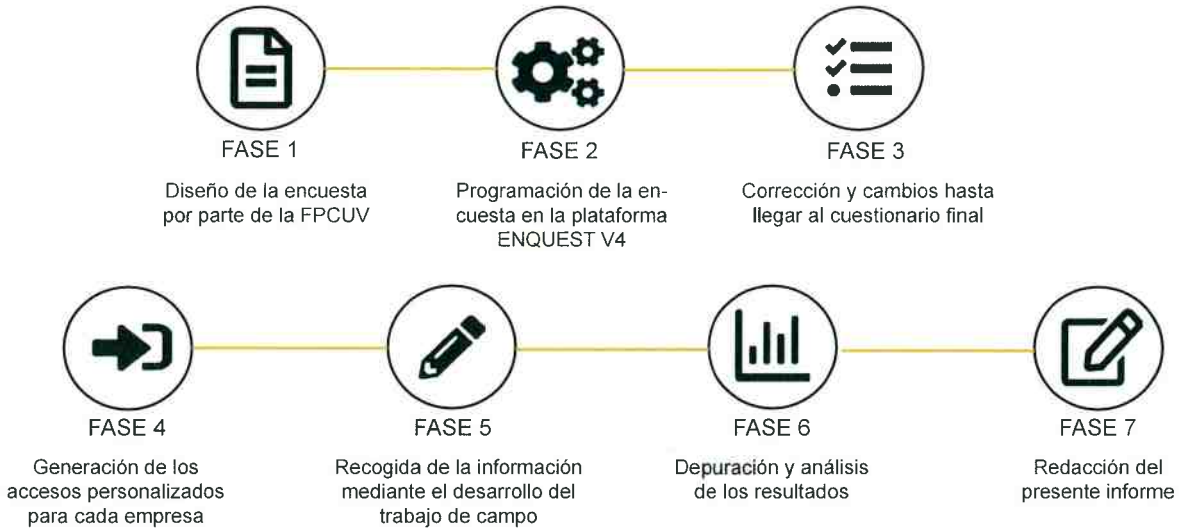 FASE 1
Diseño de la encuesta
por parte de la FPCUV
FASE 2
Programación de la en-
cuesta en la plataforma
ENQUEST V4
FASE 3
Corrección y cambios hasta
llegar al cuestionario final
FASE 4
Generación de los
accesos personalizados
para cada empresa
FASE 5
Recogida de la información
mediante el desarrollo del
trabajo de campo
FASE 6
Depuración y análisis
de los resultados
FASE 7
Redacción del
presente informe